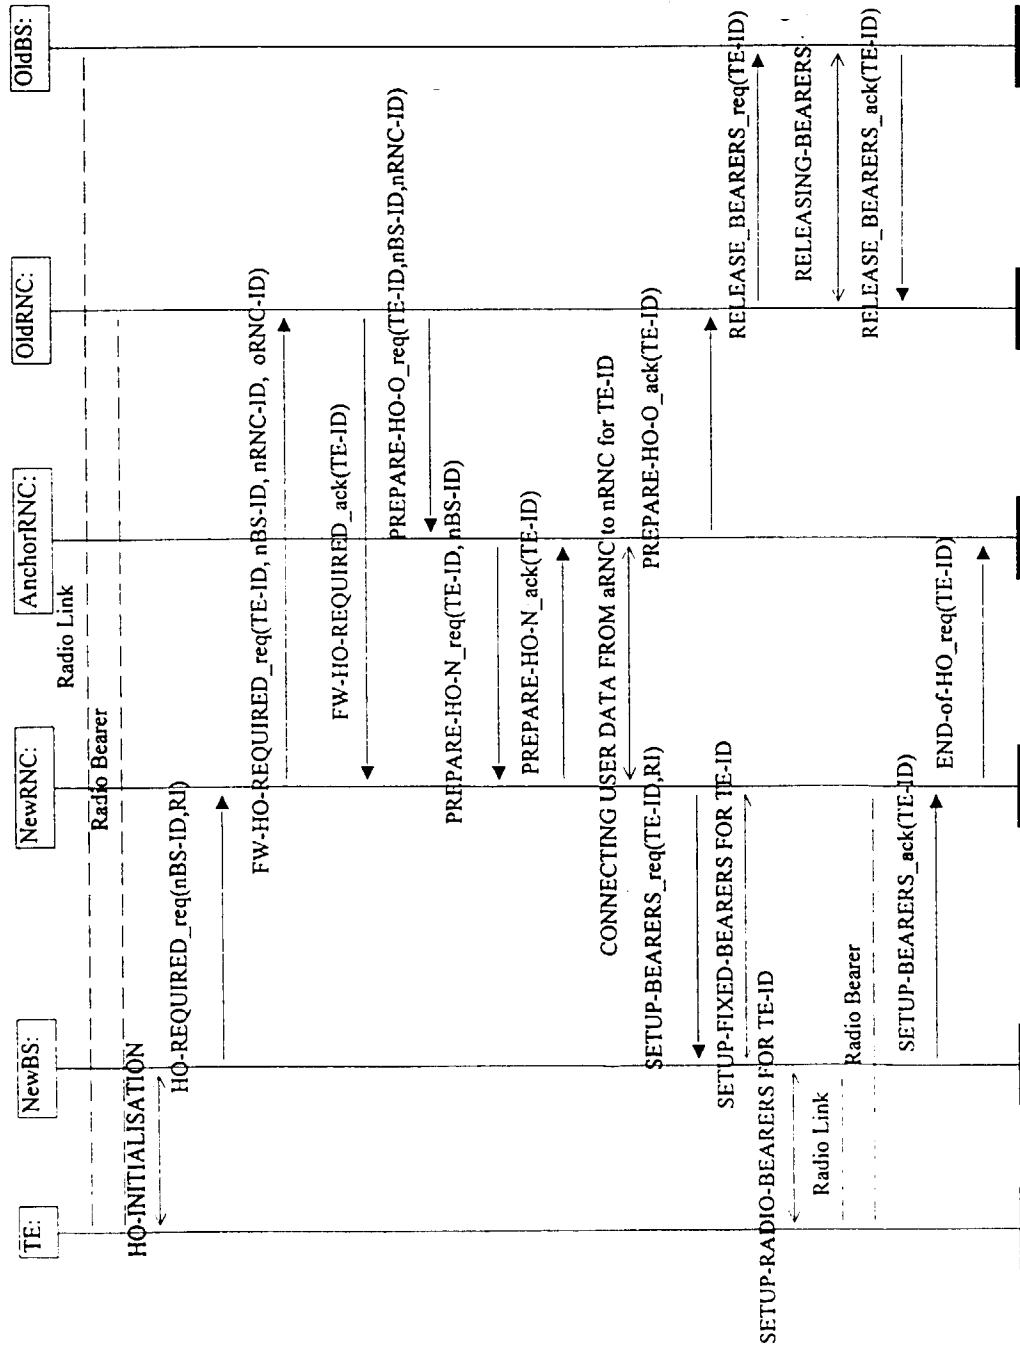 TE:
NewBS:
NewRNC:
AnchorRNC:
OldRNC:
OldBS:
Radio Link
Radio Bearer
HO-INITIALISATION
HO-REQUIRED_req(nBS-ID,RI)
FW-HO-REQUIRED_req(TE-ID, nBS-ID, nRNC-ID, oRNC-ID)
FW-HO-REQUIRED_ack(TE-ID)
PREPARE-HO-O_req(TE-ID,nBS-ID,nRNC-ID)
PREPARE-HO-N_req(TE-ID, nBS-ID)
PREPARE-HO-N_ack(TE-ID)
CONNECTING USER DATA FROM aRNC to nRNC for TE-ID
SETUP-BEARERS_req(TE-ID,RI)
PREPARE-HO-O_ack(TE-ID)
SETUP-FIXED-BEARERS FOR TE-ID
RELEASE_BEARERS_req(TE-ID)
SETUP-RADIO-BEARERS FOR TE-ID
RELEASING-BEARERS
Radio Link
Radio Bearer
RELEASE_BEARERS_ack(TE-ID)
SETUP-BEARERS_ack(TE-ID)
END-of-HO_req(TE-ID)